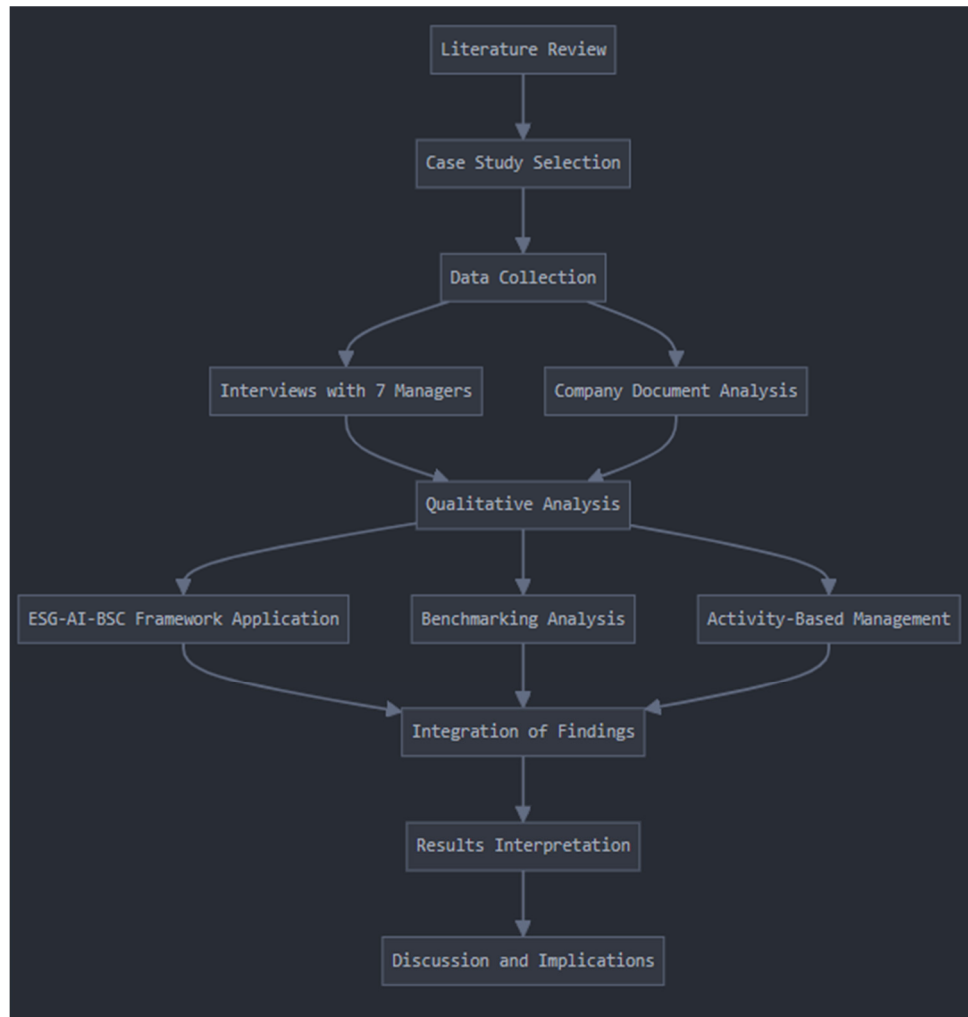 Literature Review
Case Study Selection
Data Collection
Interviews with 7 Managers
Company Document Analysis
Qualitative Analysis
ESG-AI-BSC Framework Application
Benchmarking Analysis
Activity-Based Management
Integration of Findings
Results Interpretation
Discussion and Implications